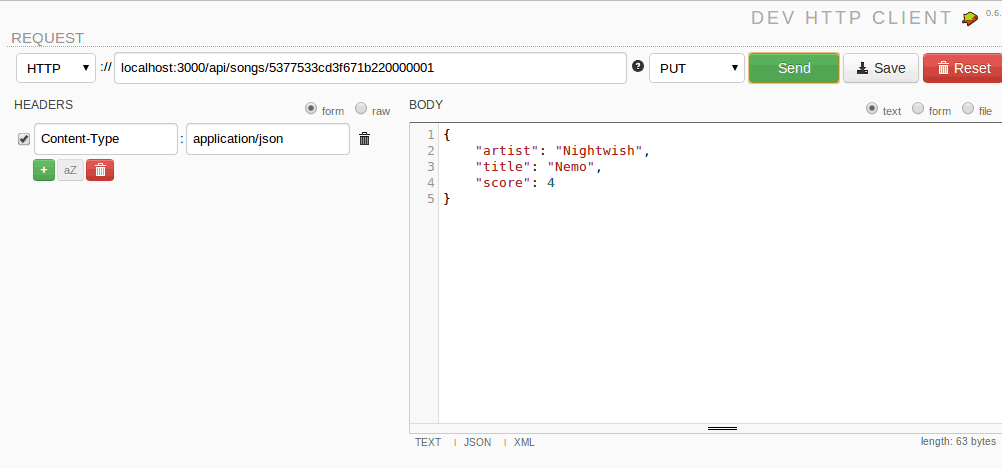 DEV HTTP CLIENT 0.6.
REQUEST
HTTP :// localhost:3000/api/songs/5377533cd3f671b220000001 ? PUT Send Save Reset
HEADERS form raw BODY text form file
Content-Type : application/json
+ aZ
1 {
2     "artist": "Nightwish",
3     "title": "Nemo",
4     "score": 4
5 }
TEXT | JSON | XML length: 63 bytes